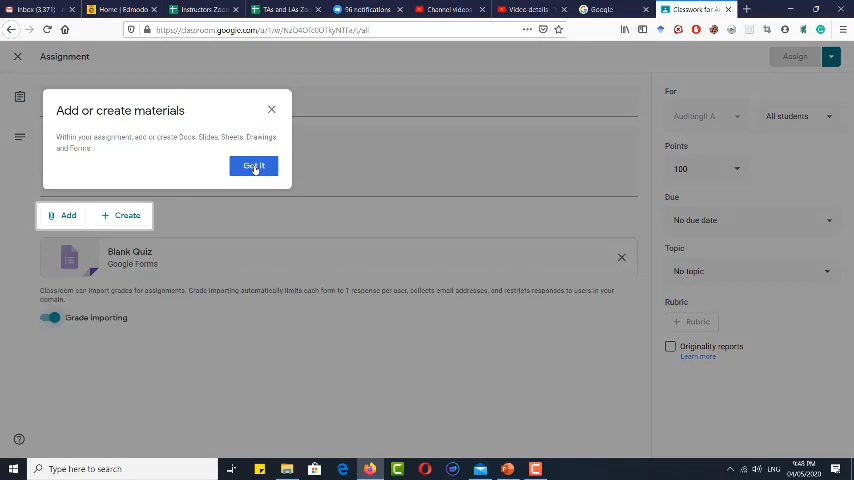 Inbox (3,371)
Home | Edmodo
Instructors Zoom
TAs and LAs Zo
96 notifications
Channel videos
Video details
Google
Classwork for Au
https://classroom.google.com/u/1/w/
Assignment
Assign
Add or create materials
Within your assignment, add or create Docs, Slides, Sheets, Drawings,
and Forms
Got it
Add
+ Create
Blank Quiz
Google Forms
Classroom can import grades for assignments. Grade importing automatically limits each form to 1 response per user, collects email addresses, and restricts responses to users in your
domain.
Grade importing
For
AuditingII A
All students
Points
100
Due
No due date
Topic
No topic
Rubric
+ Rubric
Originality reports
Learn more
Type here to search
ENG
9:48 PM
04/05/2020